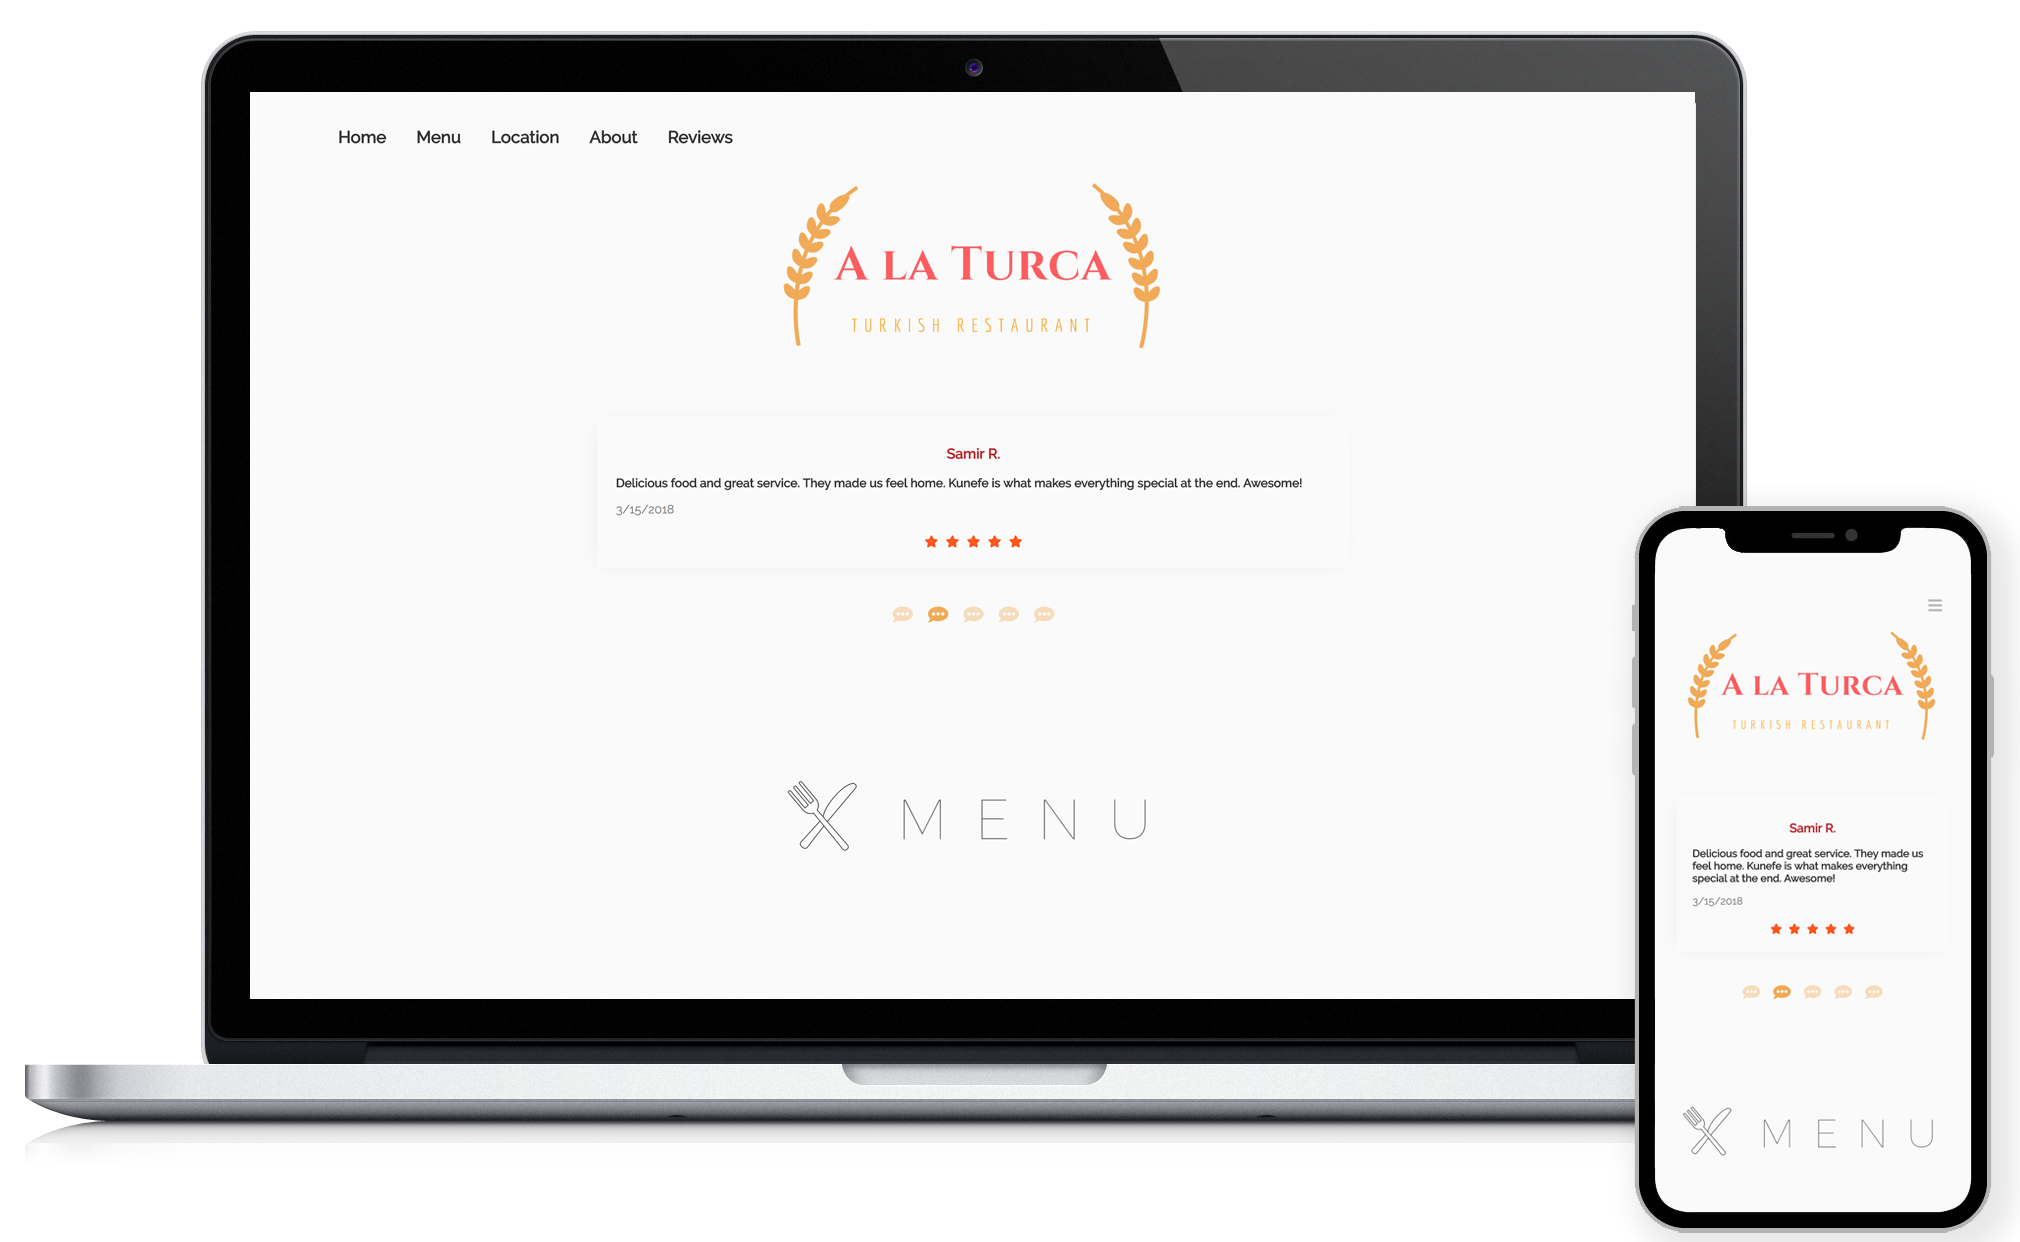 Home Menu Location About Reviews
A LA TURCA
TURKISH RESTAURANT
Samir R.
Delicious food and great service. They made us feel home. Kunefe is what makes everything special at the end. Awesome!
3/15/2018
MENU
A LA TURCA
TURKISH RESTAURANT
Samir R.
Delicious food and great service. They made us
feel home. Kunefe is what makes everything
special at the end. Awesome!
3/15/2018
MENU